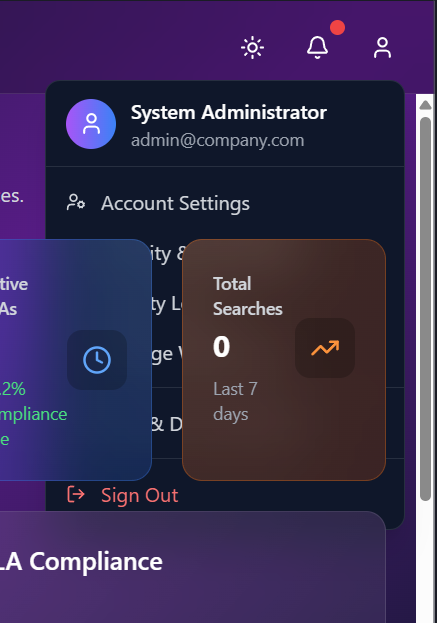 System Administrator
admin@company.com
es.
Account Settings
tive
As
ity &
Total
Searches
ty L
0
ge
.2%
Last 7
mpliance
days
& D
e
Sign Out
LA Compliance